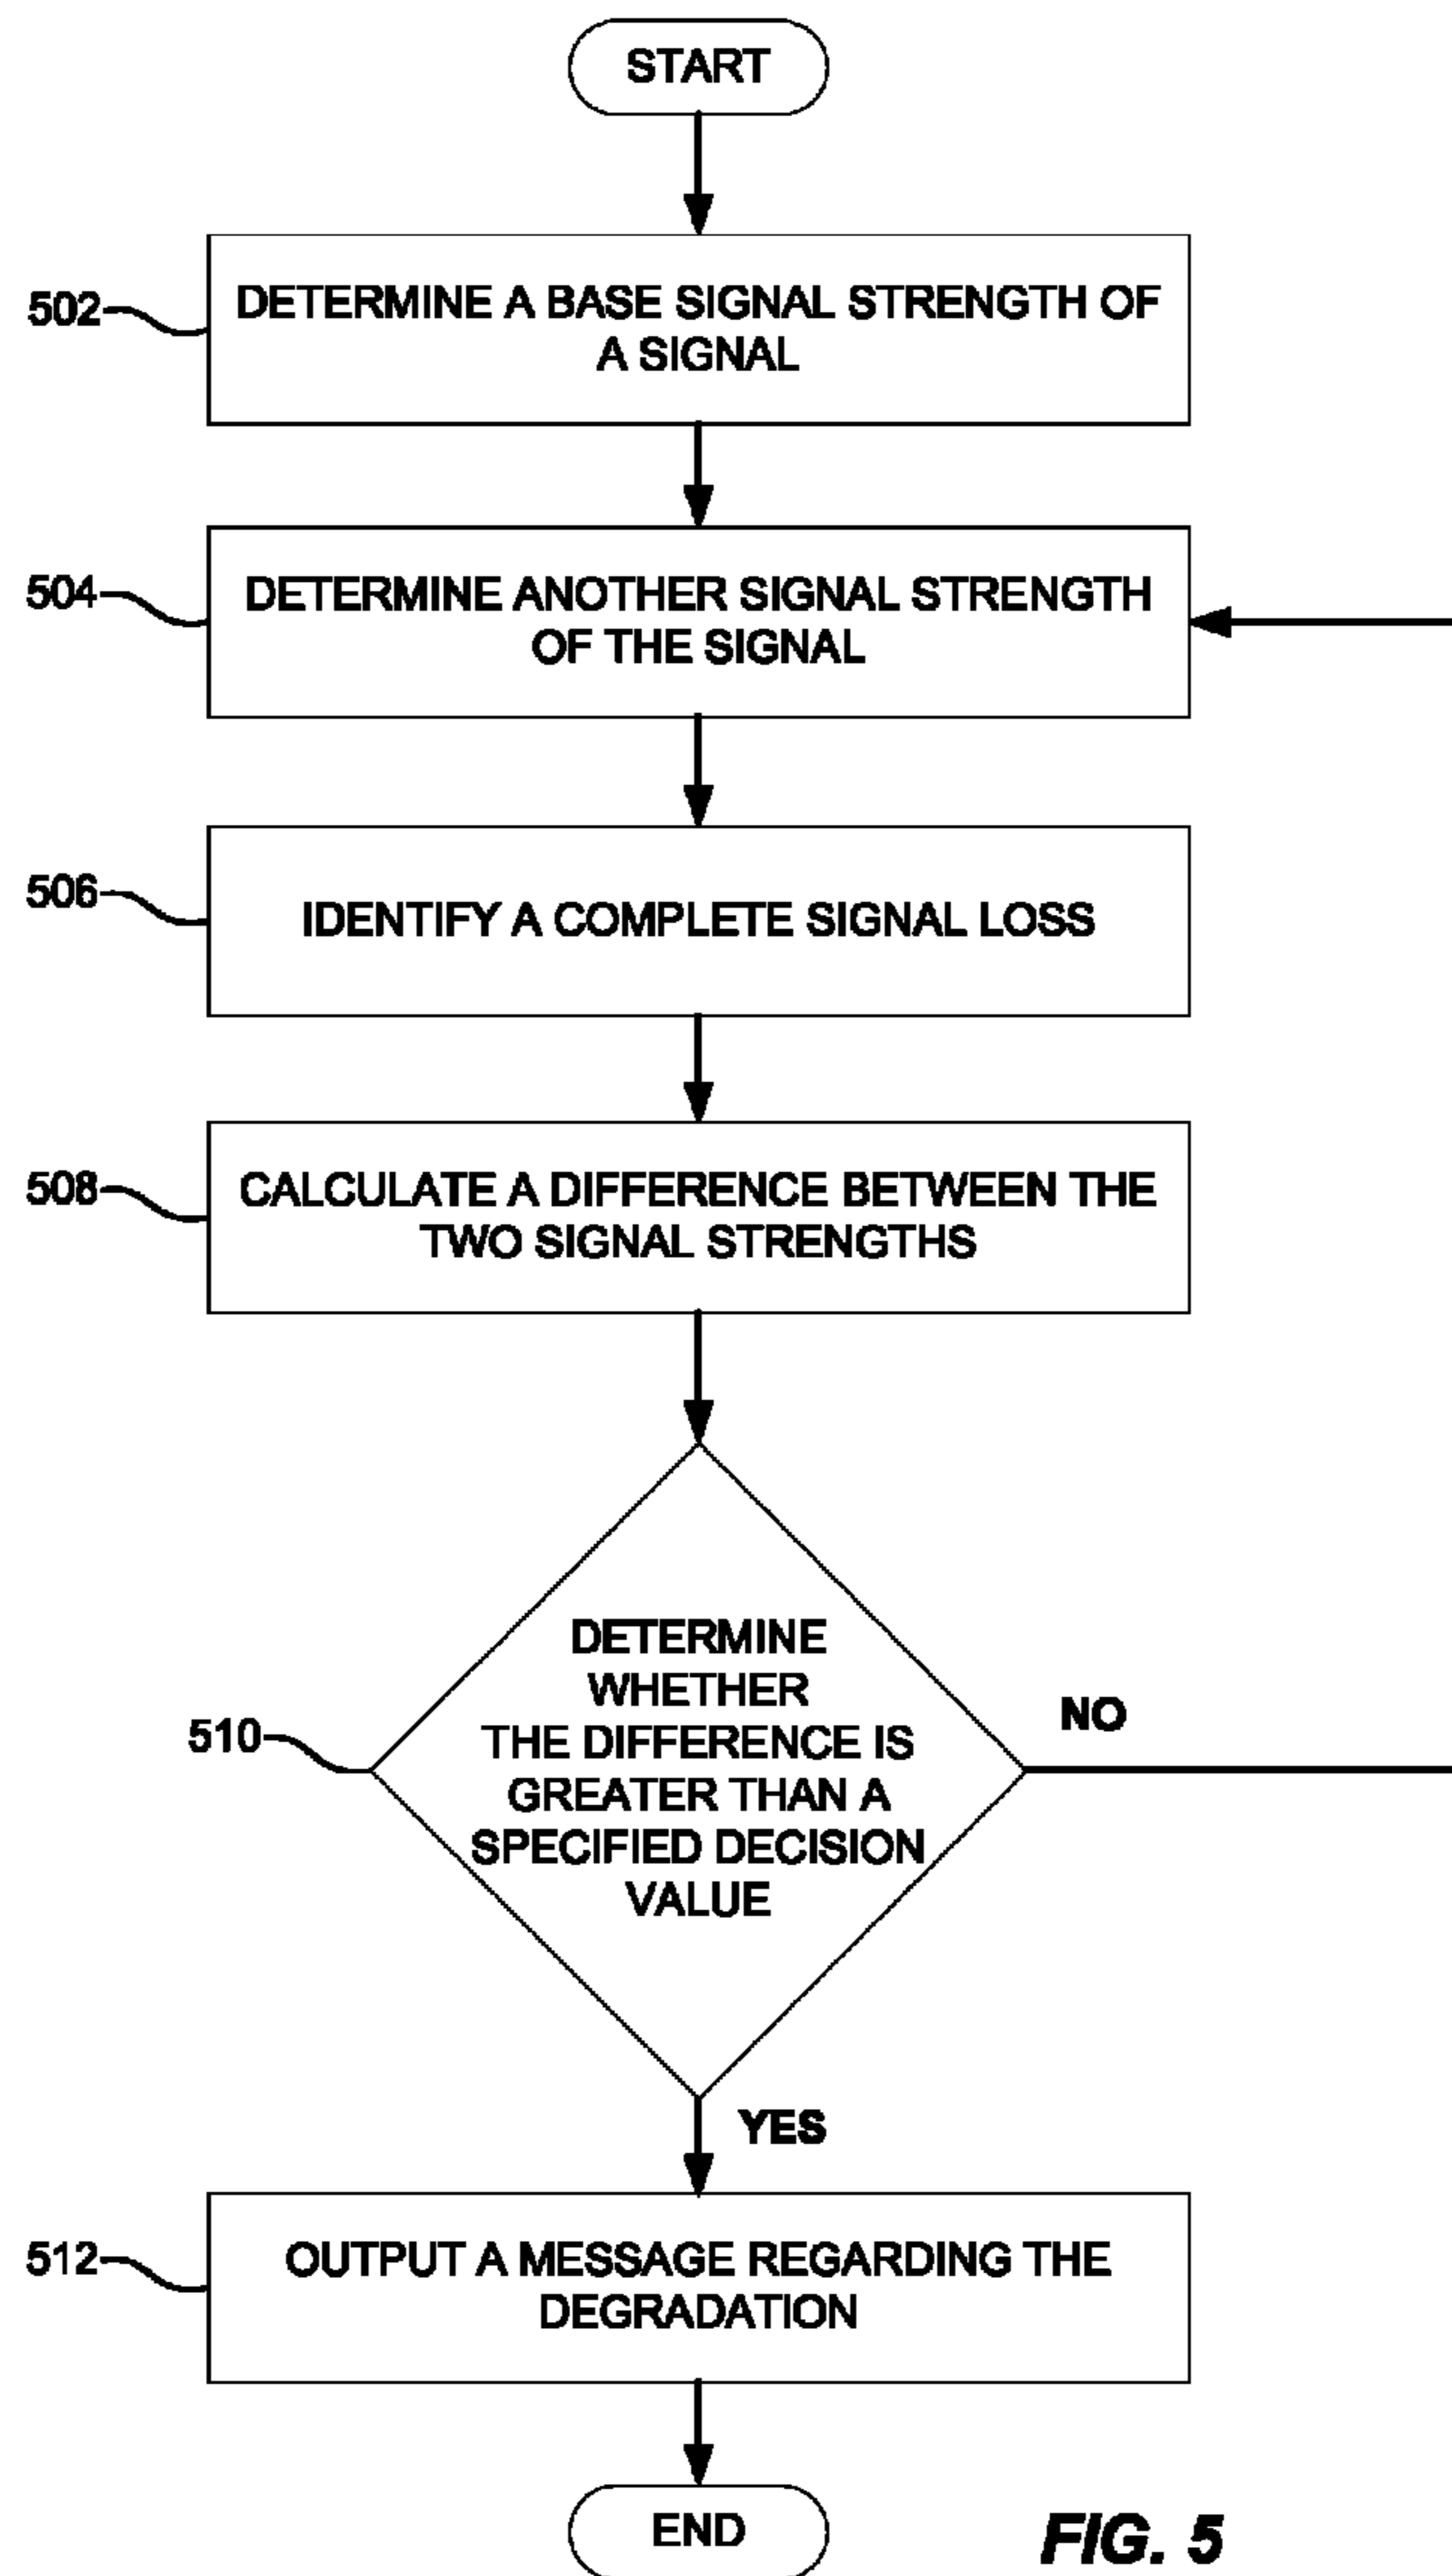 START
502
DETERMINE A BASE SIGNAL STRENGTH OF
A SIGNAL
504
DETERMINE ANOTHER SIGNAL STRENGTH
OF THE SIGNAL
506
IDENTIFY A COMPLETE SIGNAL LOSS
508
CALCULATE A DIFFERENCE BETWEEN THE
TWO SIGNAL STRENGTHS
510
DETERMINE
WHETHER
THE DIFFERENCE IS
GREATER THAN A
SPECIFIED DECISION
VALUE
NO
YES
512
OUTPUT A MESSAGE REGARDING THE
DEGRADATION
END
FIG. 5